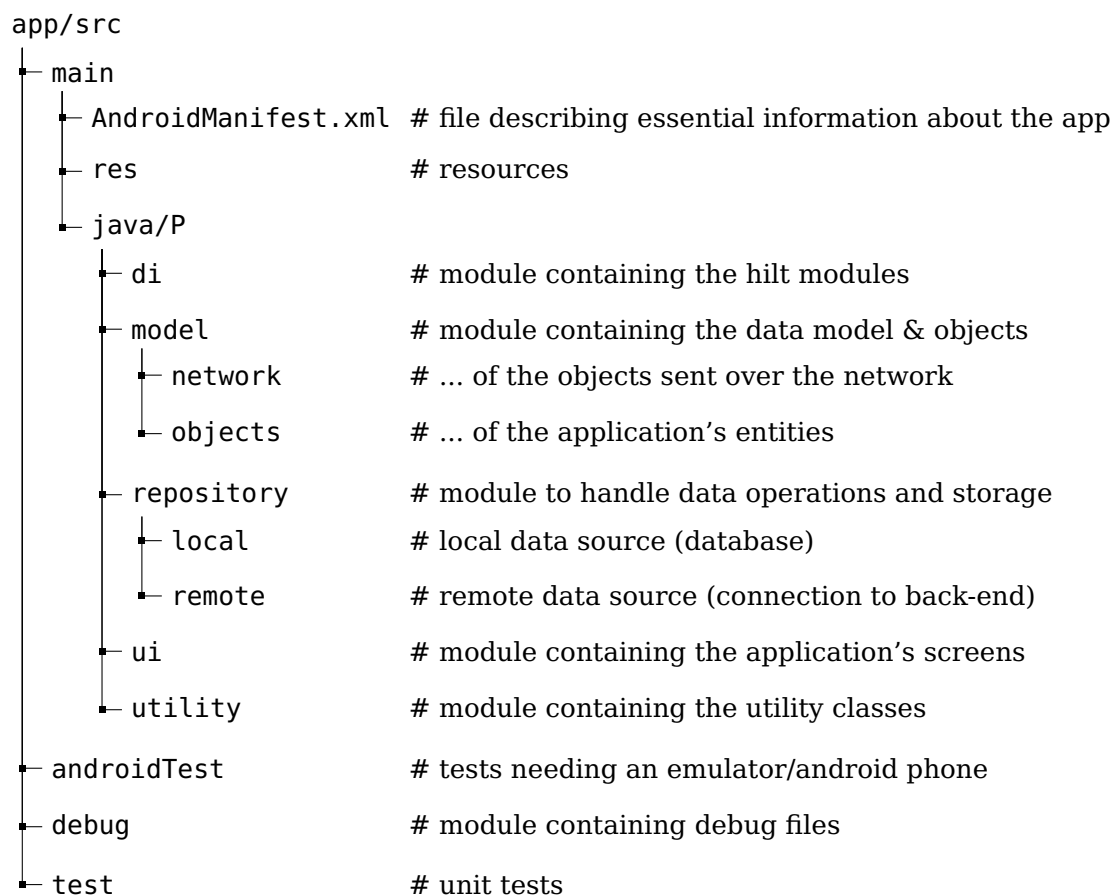 app/src
main
AndroidManifest.xml # file describing essential information about the app
res # resources
java/P
di # module containing the hilt modules
model # module containing the data model & objects
network # ... of the objects sent over the network
objects # ... of the application’s entities
repository # module to handle data operations and storage
local # local data source (database)
remote # remote data source (connection to back-end)
ui # module containing the application’s screens
utility # module containing the utility classes
androidTest # tests needing an emulator/android phone
debug # module containing debug files
test # unit tests